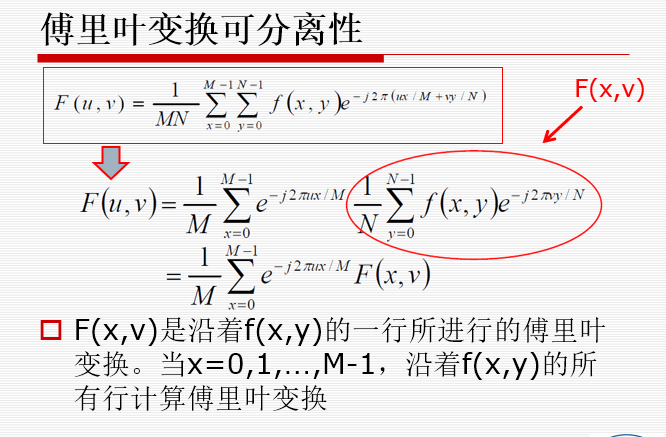 傅里叶变换可分离性
F(u,v) = \frac{1}{MN} \sum_{x=0}^{M-1} \sum_{y=0}^{N-1} f(x,y)e^{-j2\pi(ux/M+vy/N)}
F(x,v)
F(u,v) = \frac{1}{M} \sum_{x=0}^{M-1} e^{-j2\pi ux/M} \frac{1}{N} \sum_{y=0}^{N-1} f(x,y)e^{-j2\pi vy/N}
= \frac{1}{M} \sum_{x=0}^{M-1} e^{-j2\pi ux/M} F(x,v)
F(x,v)是沿着f(x,y)的一行所进行的傅里叶
变换。当x=0,1,…,M-1，沿着f(x,y)的所
有行计算傅里叶变换